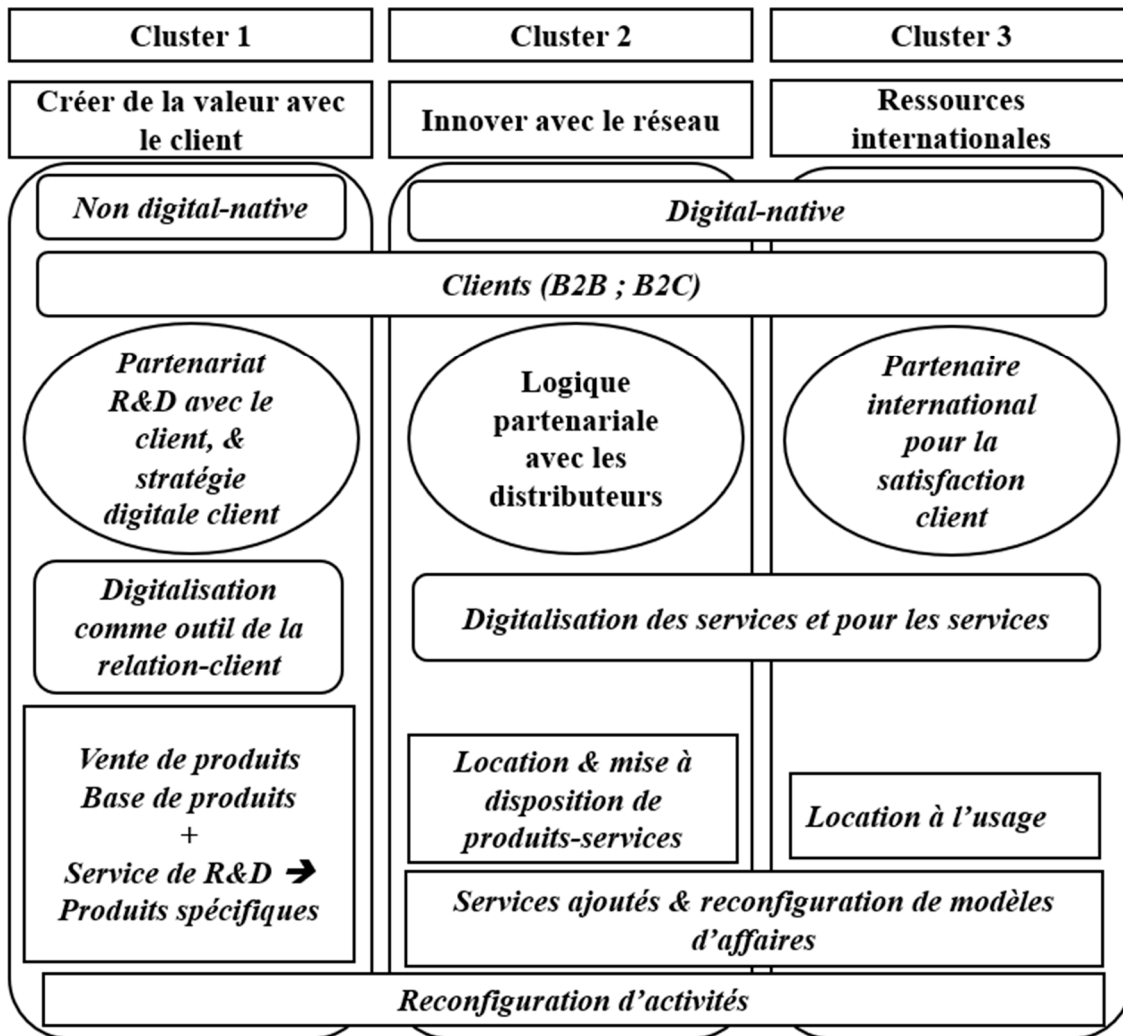 Cluster 1
Cluster 2
Cluster 3
Créer de la valeur avec
le client
Innover avec le réseau
Ressources
internationales
Non digital-native
Digital-native
Clients (B2B ; B2C)
Partenariat
R&D avec le
client, &
stratégie
digitale client
Logique
partenariale
avec les
distributeurs
Partenaire
international
pour la
satisfaction
client
Digitalisation
comme outil de la
relation-client
Digitalisation des services et pour les services
Vente de produits
Base de produits
+
Service de R&D ➔
Produits spécifiques
Location & mise à
disposition de
produits-services
Location à l’usage
Services ajoutés & reconfiguration de modèles
d’affaires
Reconfiguration d’activités